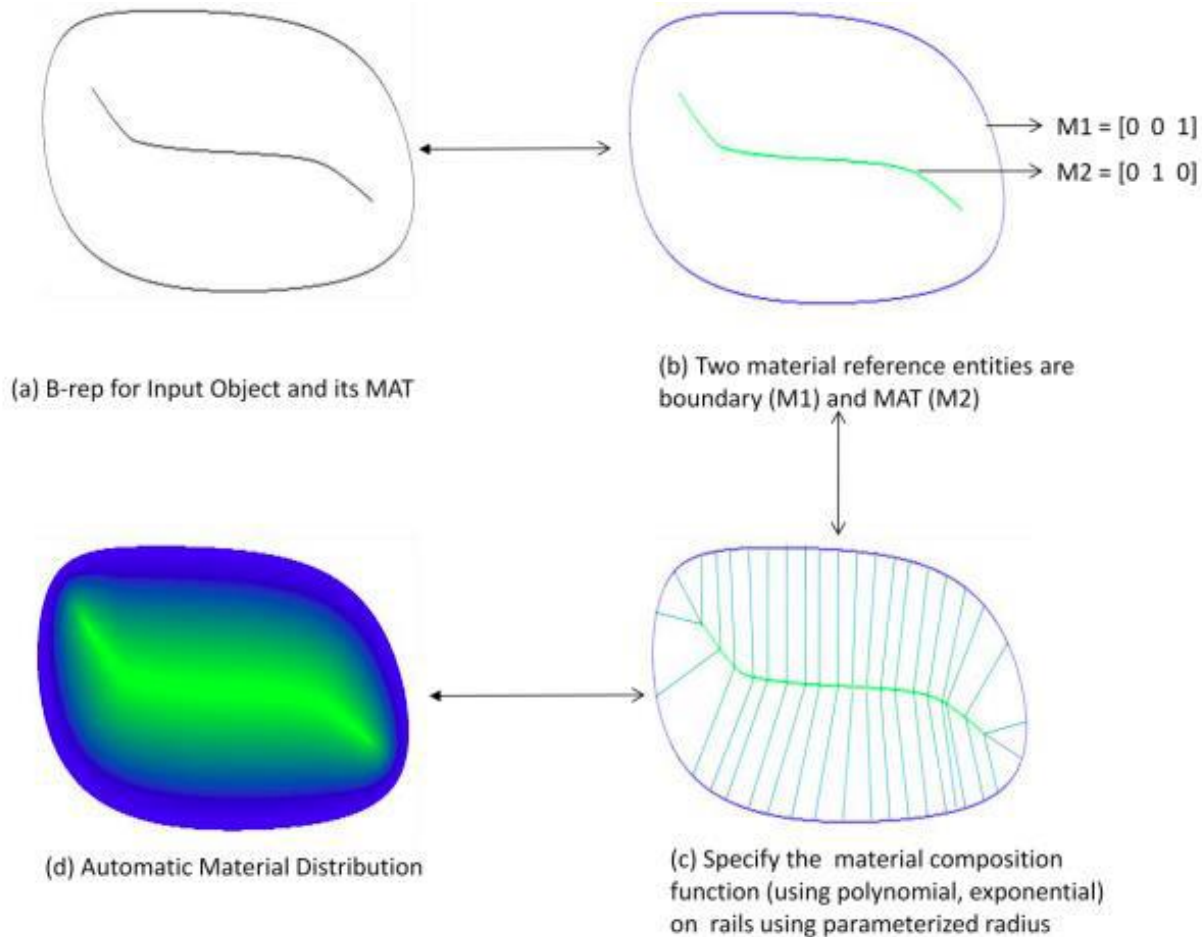 M1 = [0 0 1]
M2 = [0 1 0]
(a) B-rep for Input Object and its MAT
(b) Two material reference entities are
boundary (M1) and MAT (M2)
(d) Automatic Material Distribution
(c) Specify the material composition
function (using polynomial, exponential)
on rails using parameterized radius